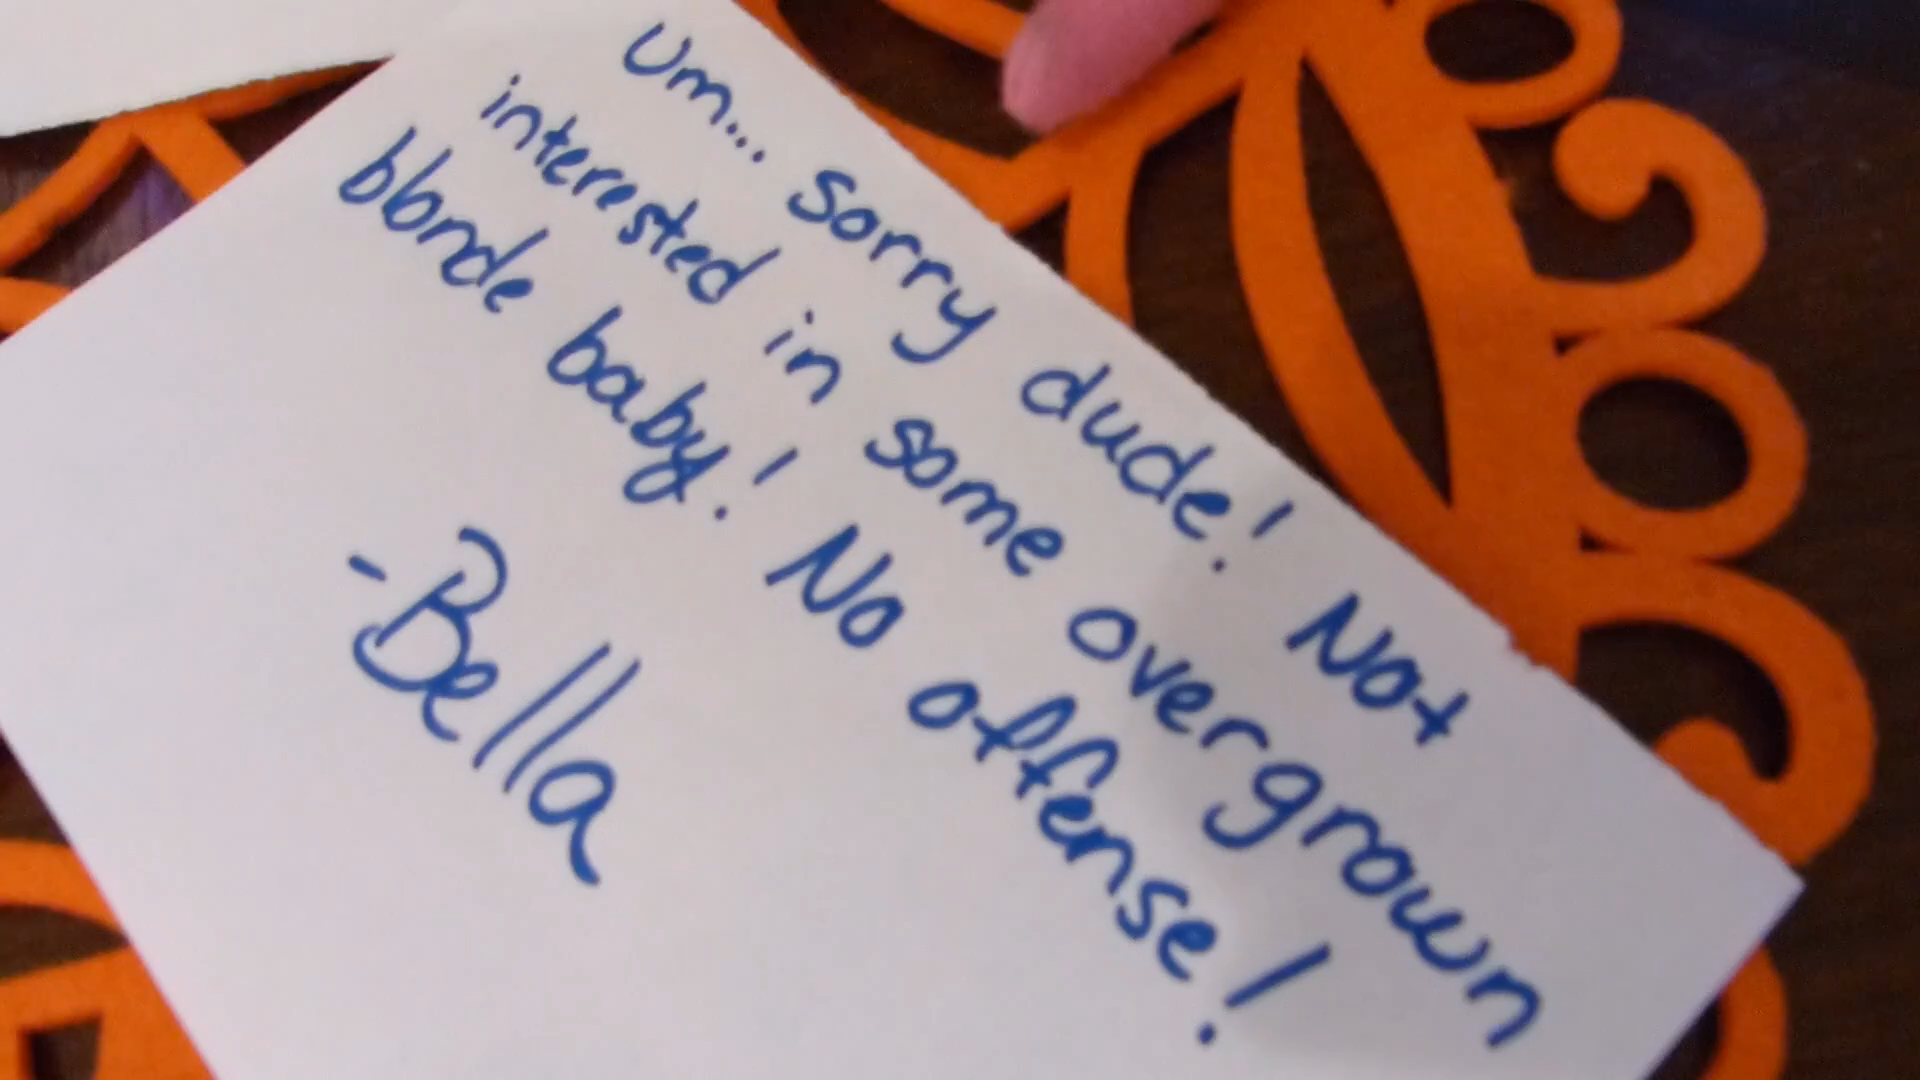 Um... sorry dude! Not
interested in some overgrown
blonde baby! No offense!
-Bella